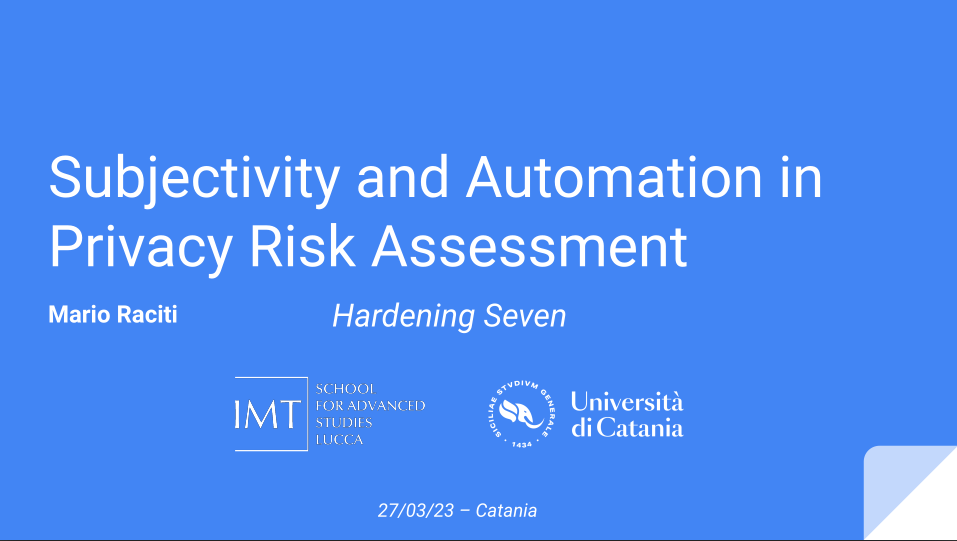 Subjectivity and Automation in
Privacy Risk Assessment
Mario Raciti
Hardening Seven
IMT
SCHOOL
FOR ADVANCED
STUDIES
LUCCA
SICILIAE STVDIVM GENERALE
1434
Università
di Catania
27/03/23 – Catania